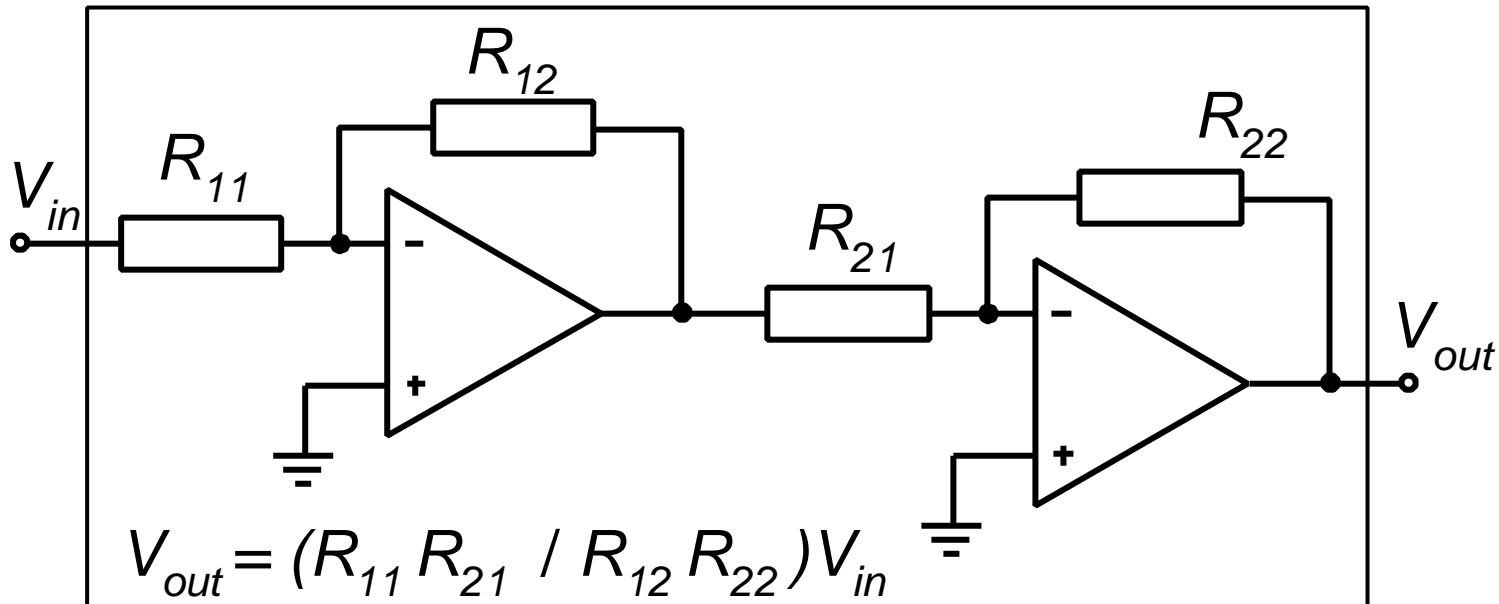 R12
R22
R11
Vin
R21
Vout
-
-
+
+
Vout = (R11 R21 / R12 R22 )Vin